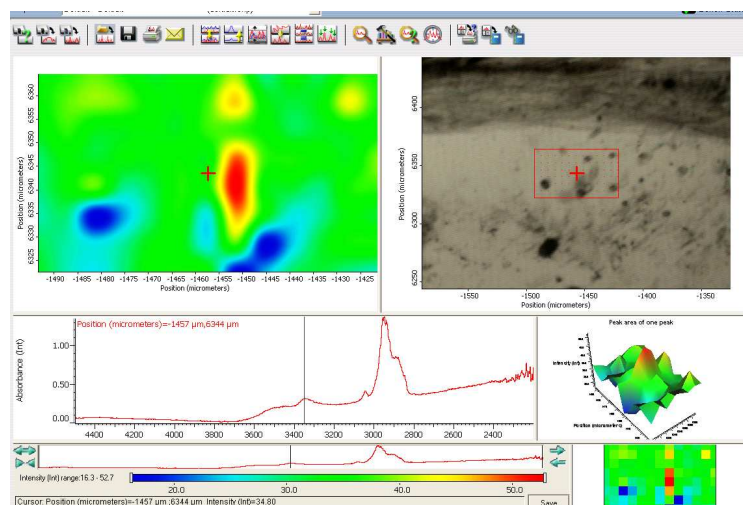 6325 6330 6335 6340 6345 6350 6355 6360
Position (micrometers)
-1490 -1485 -1480 -1475 -1470 -1465 -1460 -1455 -1450 -1445 -1440 -1435 -1430 -1425
Position (micrometers)
6250 6300 6350 6400
Position (micrometers)
-1550 -1500 -1450 -1400 -1350
Position (micrometers)
Position (micrometers)=-1457 µm,6344 µm
Absorbance (Int)
1.00
0.50
0.00
4400 4200 4000 3800 3600 3400 3200 3000 2800 2600 2400
Peak area of one peak
Intensity (Int)
Position (micrometers)
Intensity (Int) range:16.3 - 52.7
20.0 30.0 40.0 50.0
Cursor: Position (micrometers)=-1457 µm ;6344 µm Intensity (Int)=34.80
Save